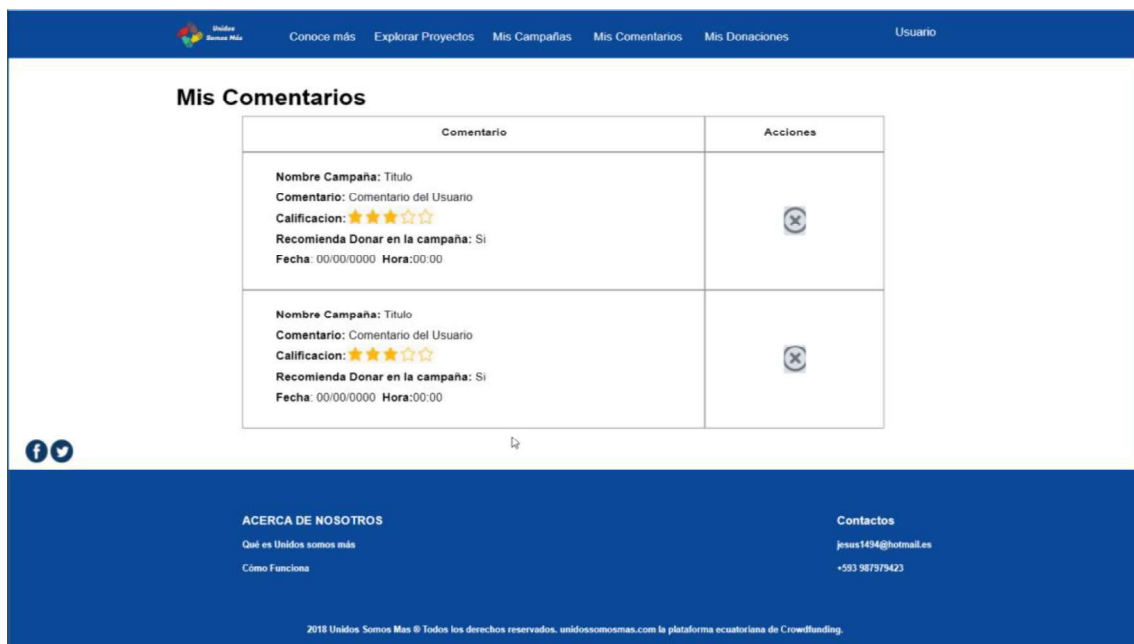 Unidos
Somos Más
Conoce más Explorar Proyectos Mis Campañas Mis Comentarios Mis Donaciones Usuario
Mis Comentarios
Comentario Acciones
Nombre Campaña: Titulo
Comentario: Comentario del Usuario
Calificacion:
Recomienda Donar en la campaña: Si
Fecha: 00/00/0000 Hora:00:00
Nombre Campaña: Titulo
Comentario: Comentario del Usuario
Calificacion:
Recomienda Donar en la campaña: Si
Fecha: 00/00/0000 Hora:00:00
ACERCA DE NOSOTROS Contactos
Qué es Unidos somos más jesus1494@hotmail.es
Cómo Funciona +593 987979423
2018 Unidos Somos Mas ® Todos los derechos reservados. unidossomosmas.com la plataforma ecuatoriana de Crowdfunding.